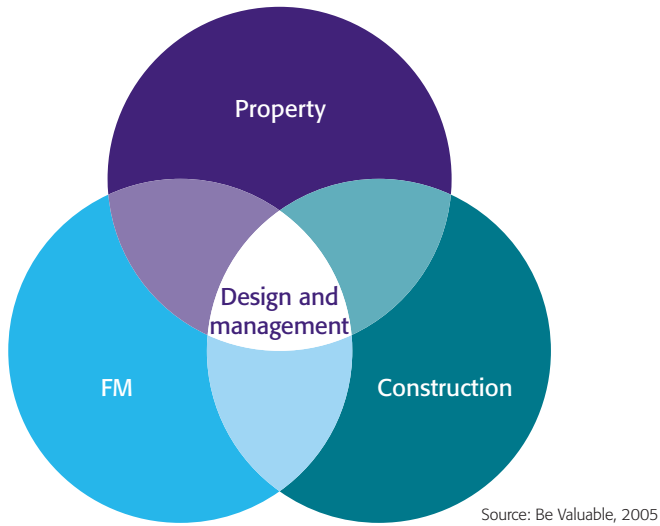 Property
Design and
management
FM
Construction
Source: Be Valuable, 2005